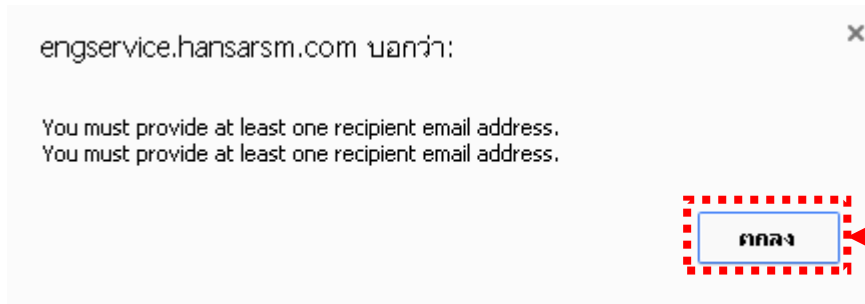 engservice.hansarsm.com บอกว่า:
You must provide at least one recipient email address.
You must provide at least one recipient email address.
ตกลง